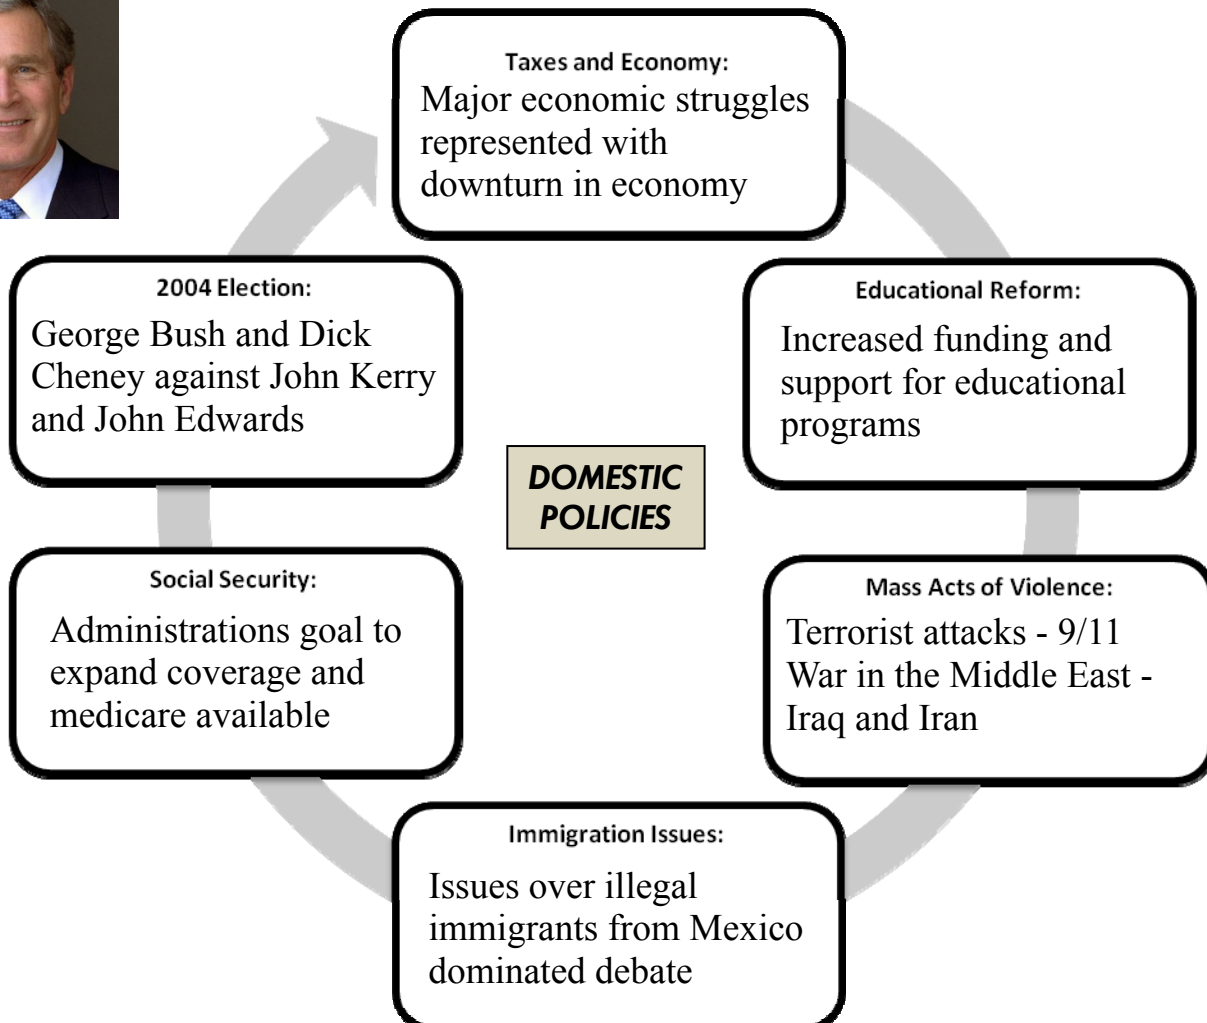 Taxes and Economy:
Major economic struggles
represented with
downturn in economy
Educational Reform:
Increased funding and
support for educational
programs
Mass Acts of Violence:
Terrorist attacks - 9/11
War in the Middle East -
Iraq and Iran
Immigration Issues:
Issues over illegal
immigrants from Mexico
dominated debate
Social Security:
Administrations goal to
expand coverage and
medicare available
2004 Election:
George Bush and Dick
Cheney against John Kerry
and John Edwards
DOMESTIC
POLICIES